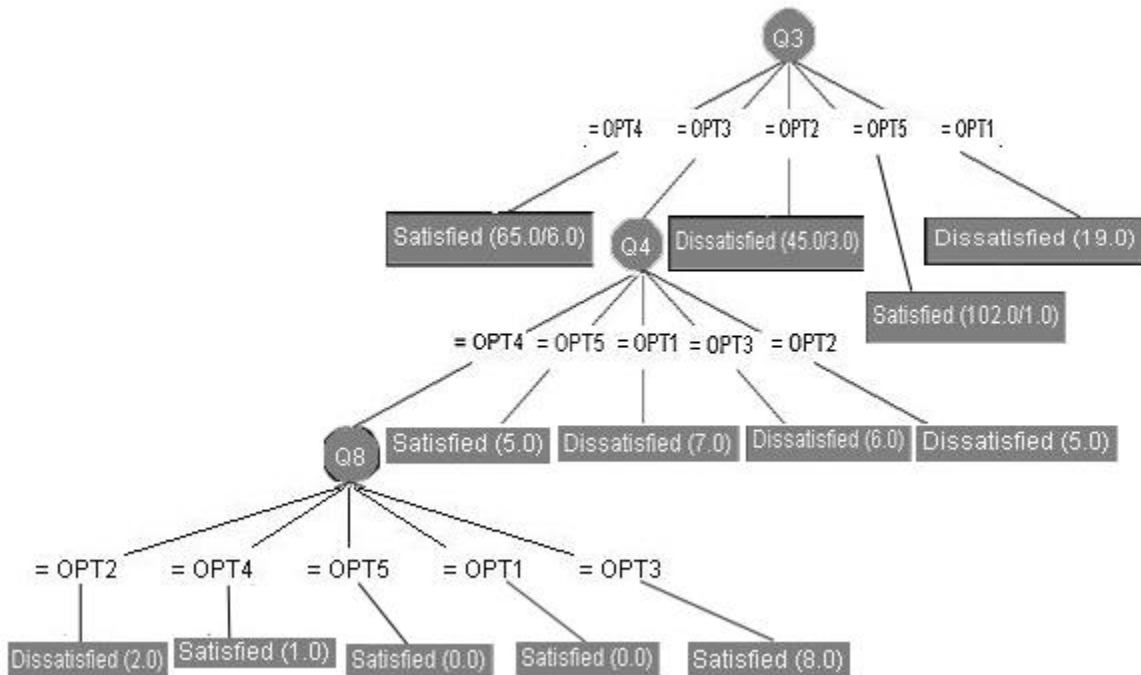 Q3
= OPT4 = OPT3 = OPT2 = OPT5 = OPT1
Satisfied (65.0/6.0) Q4 Dissatisfied (45.0/3.0) Dissatisfied (19.0)
Satisfied (102.0/1.0)
= OPT4 = OPT5 = OPT1 = OPT3 = OPT2
Q8 Satisfied (5.0) Dissatisfied (7.0) Dissatisfied (6.0) Dissatisfied (5.0)
= OPT2 = OPT4 = OPT5 = OPT1 = OPT3
Dissatisfied (2.0) Satisfied (1.0) Satisfied (0.0) Satisfied (0.0) Satisfied (8.0)